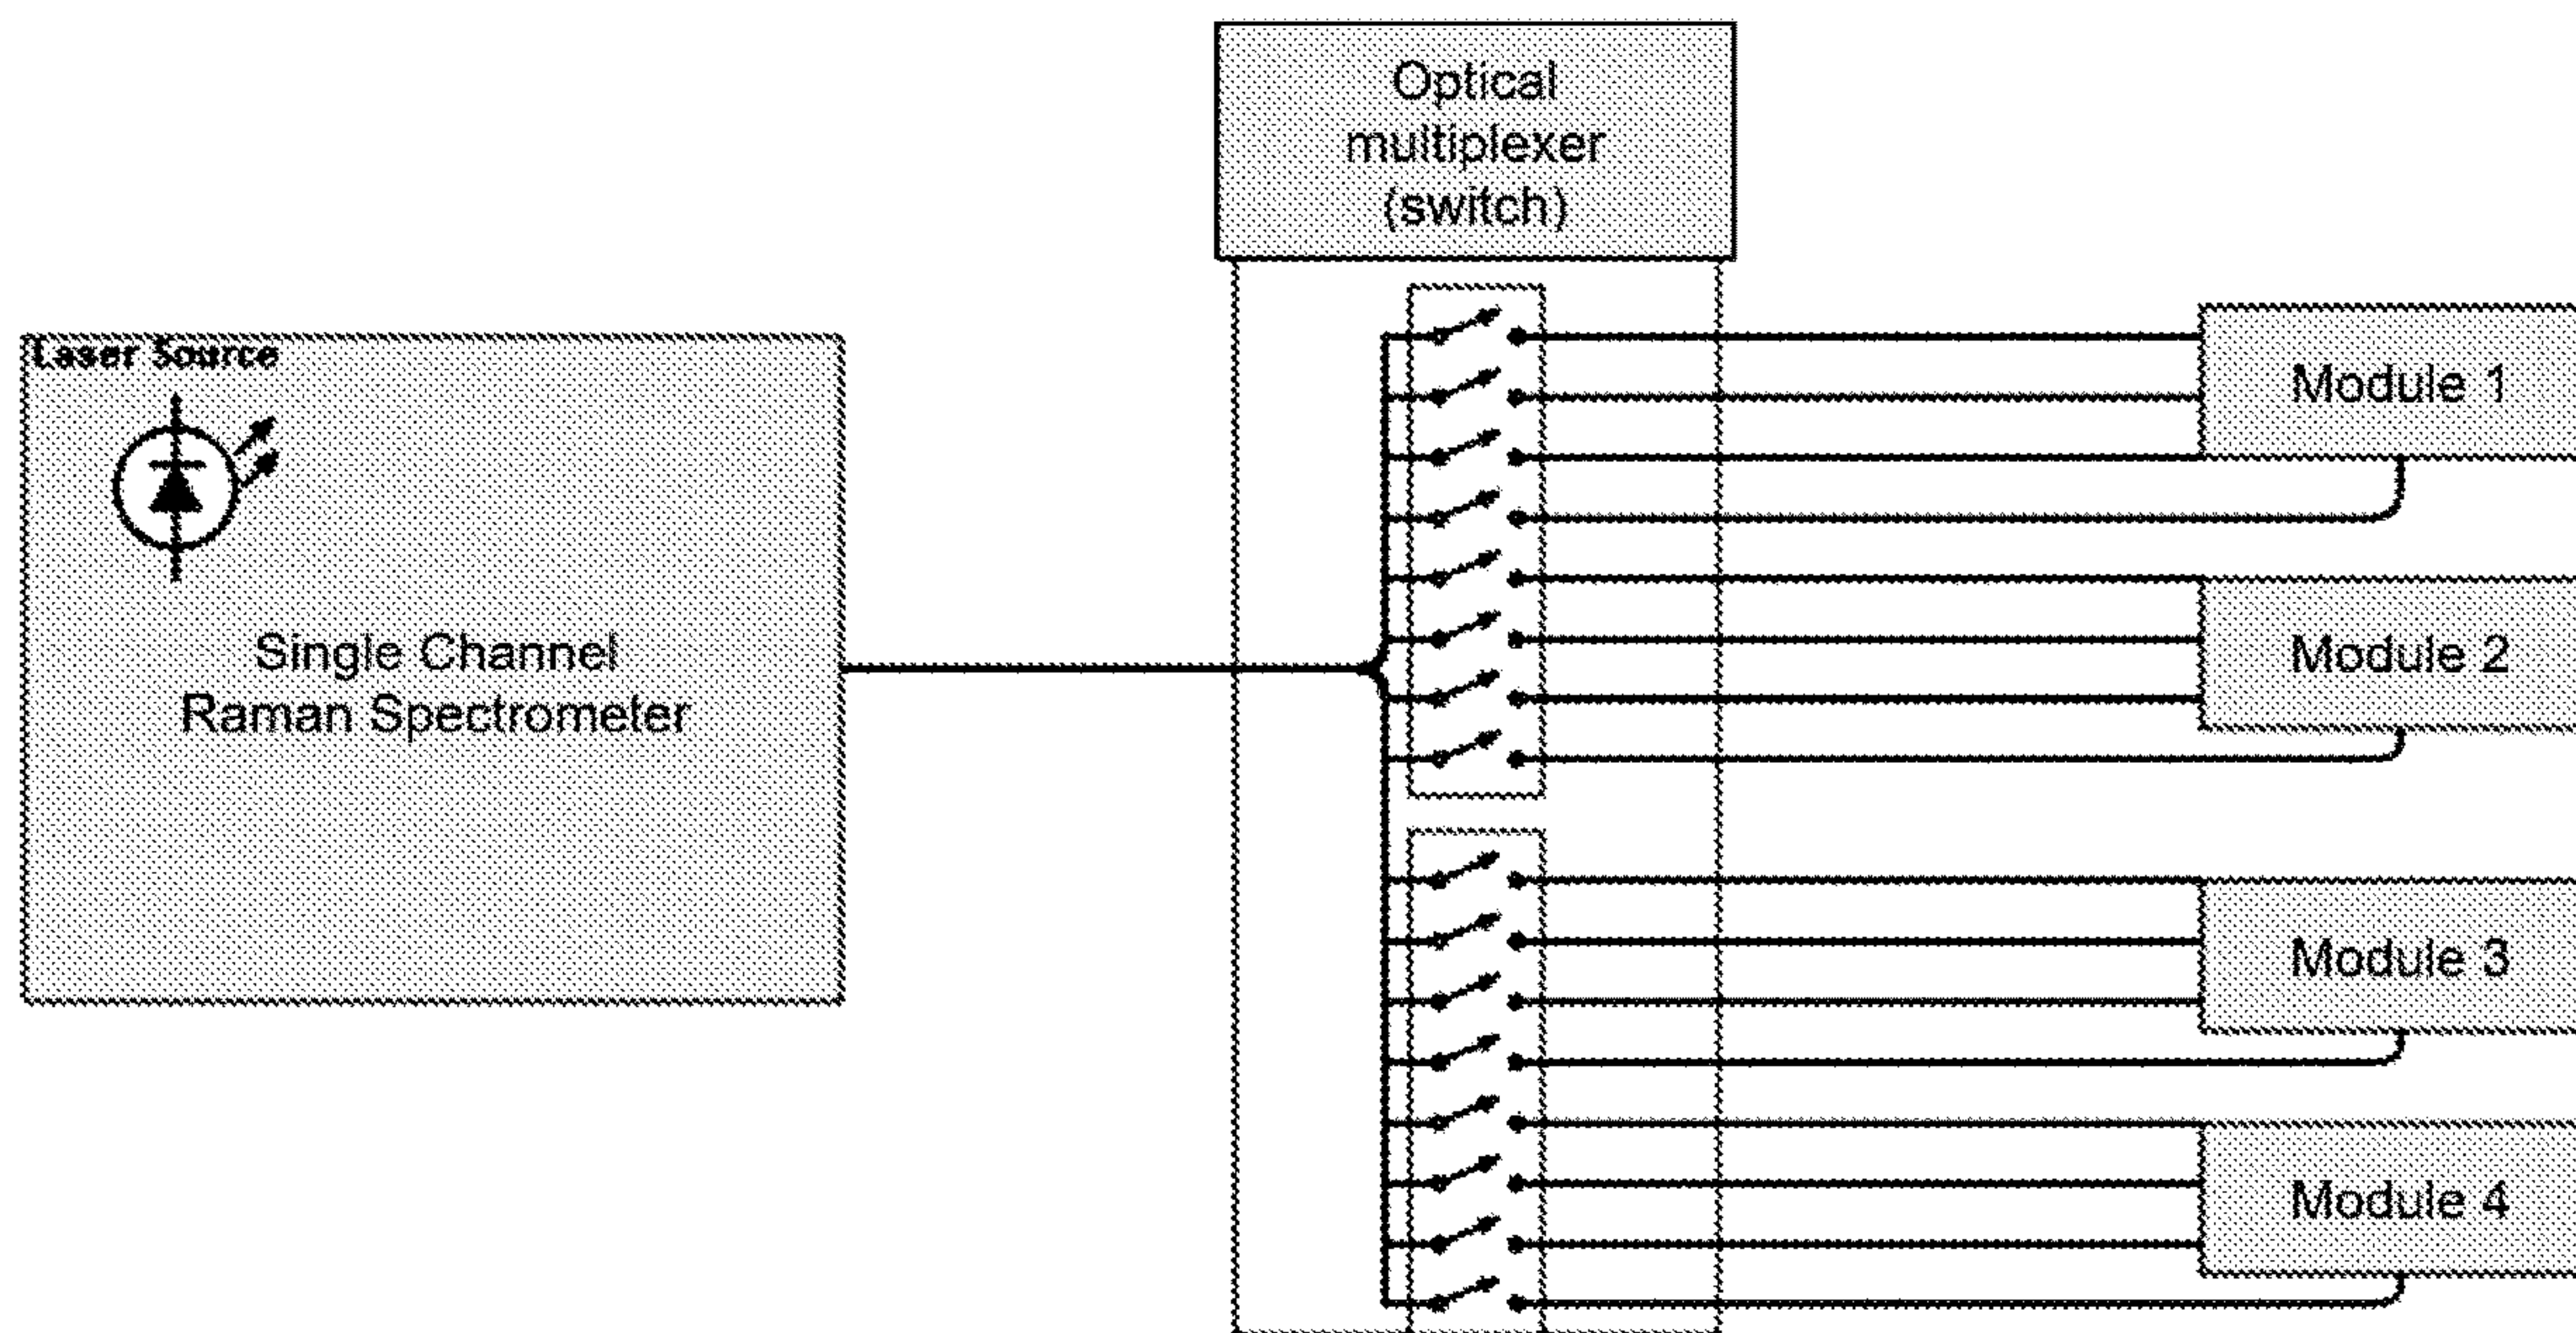 Optical
multiplexer
(switch)
Laser Source
Single Channel
Raman Spectrometer
Module 1
Module 2
Module 3
Module 4